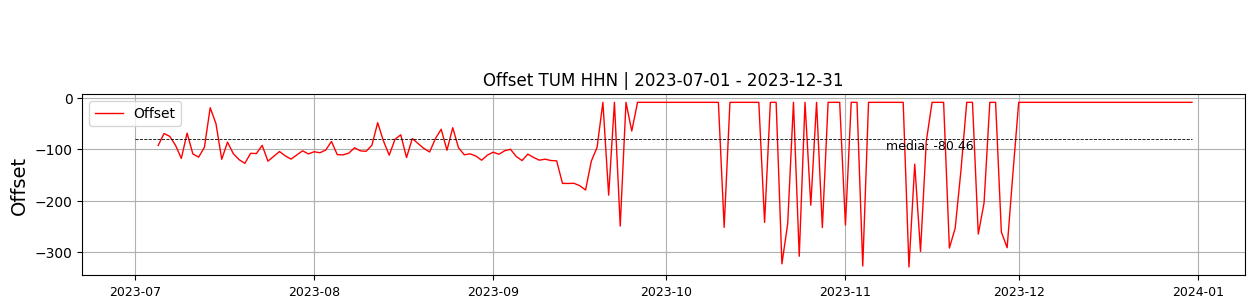 Offset TUM HHN | 2023-07-01 - 2023-12-31
Offset
0
−100
−200
−300
Offset
media: -80.46
2023-07
2023-08
2023-09
2023-10
2023-11
2023-12
2024-01